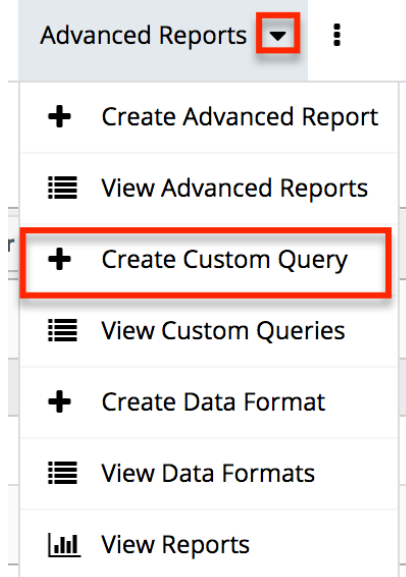 Advanced Reports
Create Advanced Report
View Advanced Reports
r
Create Custom Query
View Custom Queries
Create Data Format
View Data Formats
View Reports